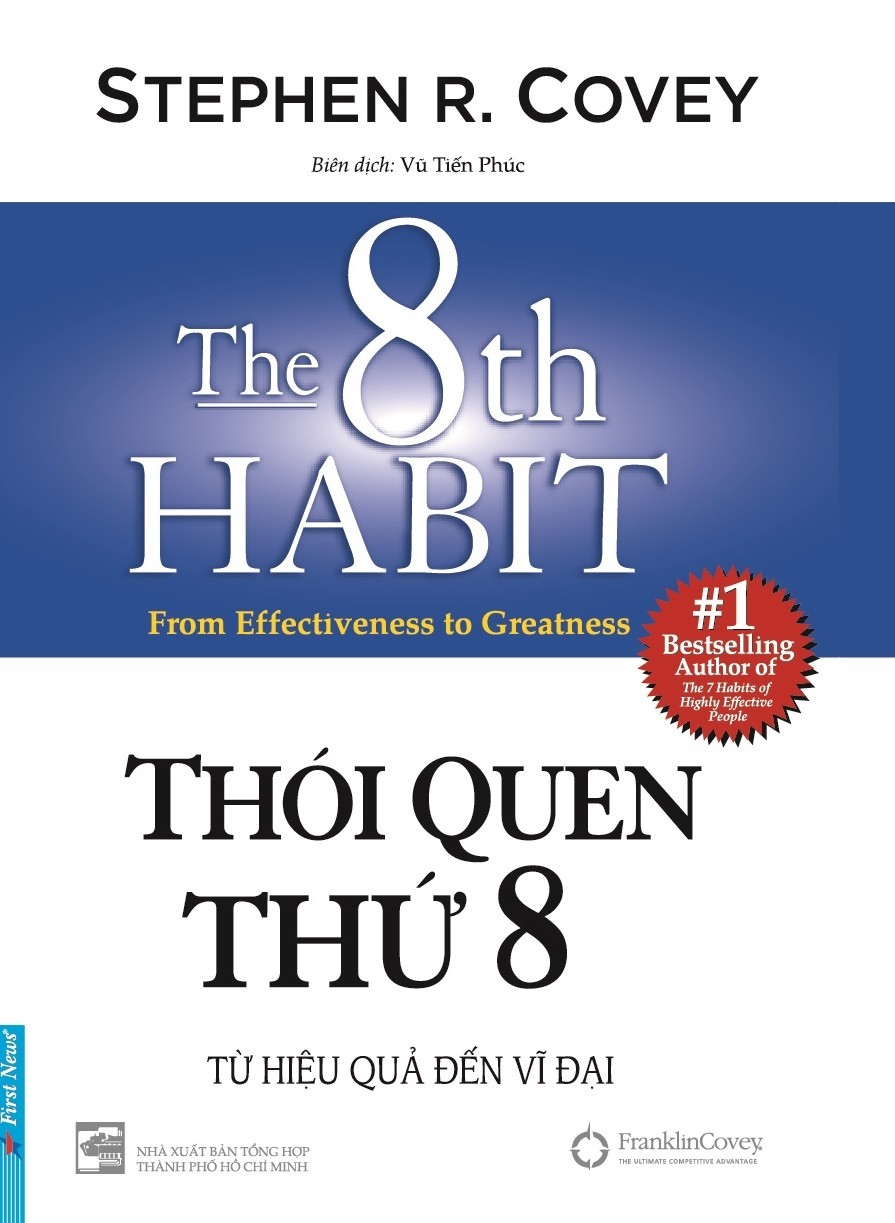 STEPHEN R. COVEY
Biên dịch: Vũ Tiến Phúc
The 8th
HABIT
From Effectiveness to Greatness
#1
Bestselling
Author of
The 7 Habits of
Highly Effective
People
THÓI QUEN
THỨ 8
TỪ HIỆU QUẢ ĐẾN VĨ ĐẠI
First News®
NHÀ XUẤT BẢN TỔNG HỢP
THÀNH PHỐ HỒ CHÍ MINH
FranklinCovey®
THE ULTIMATE COMPETITIVE ADVANTAGE